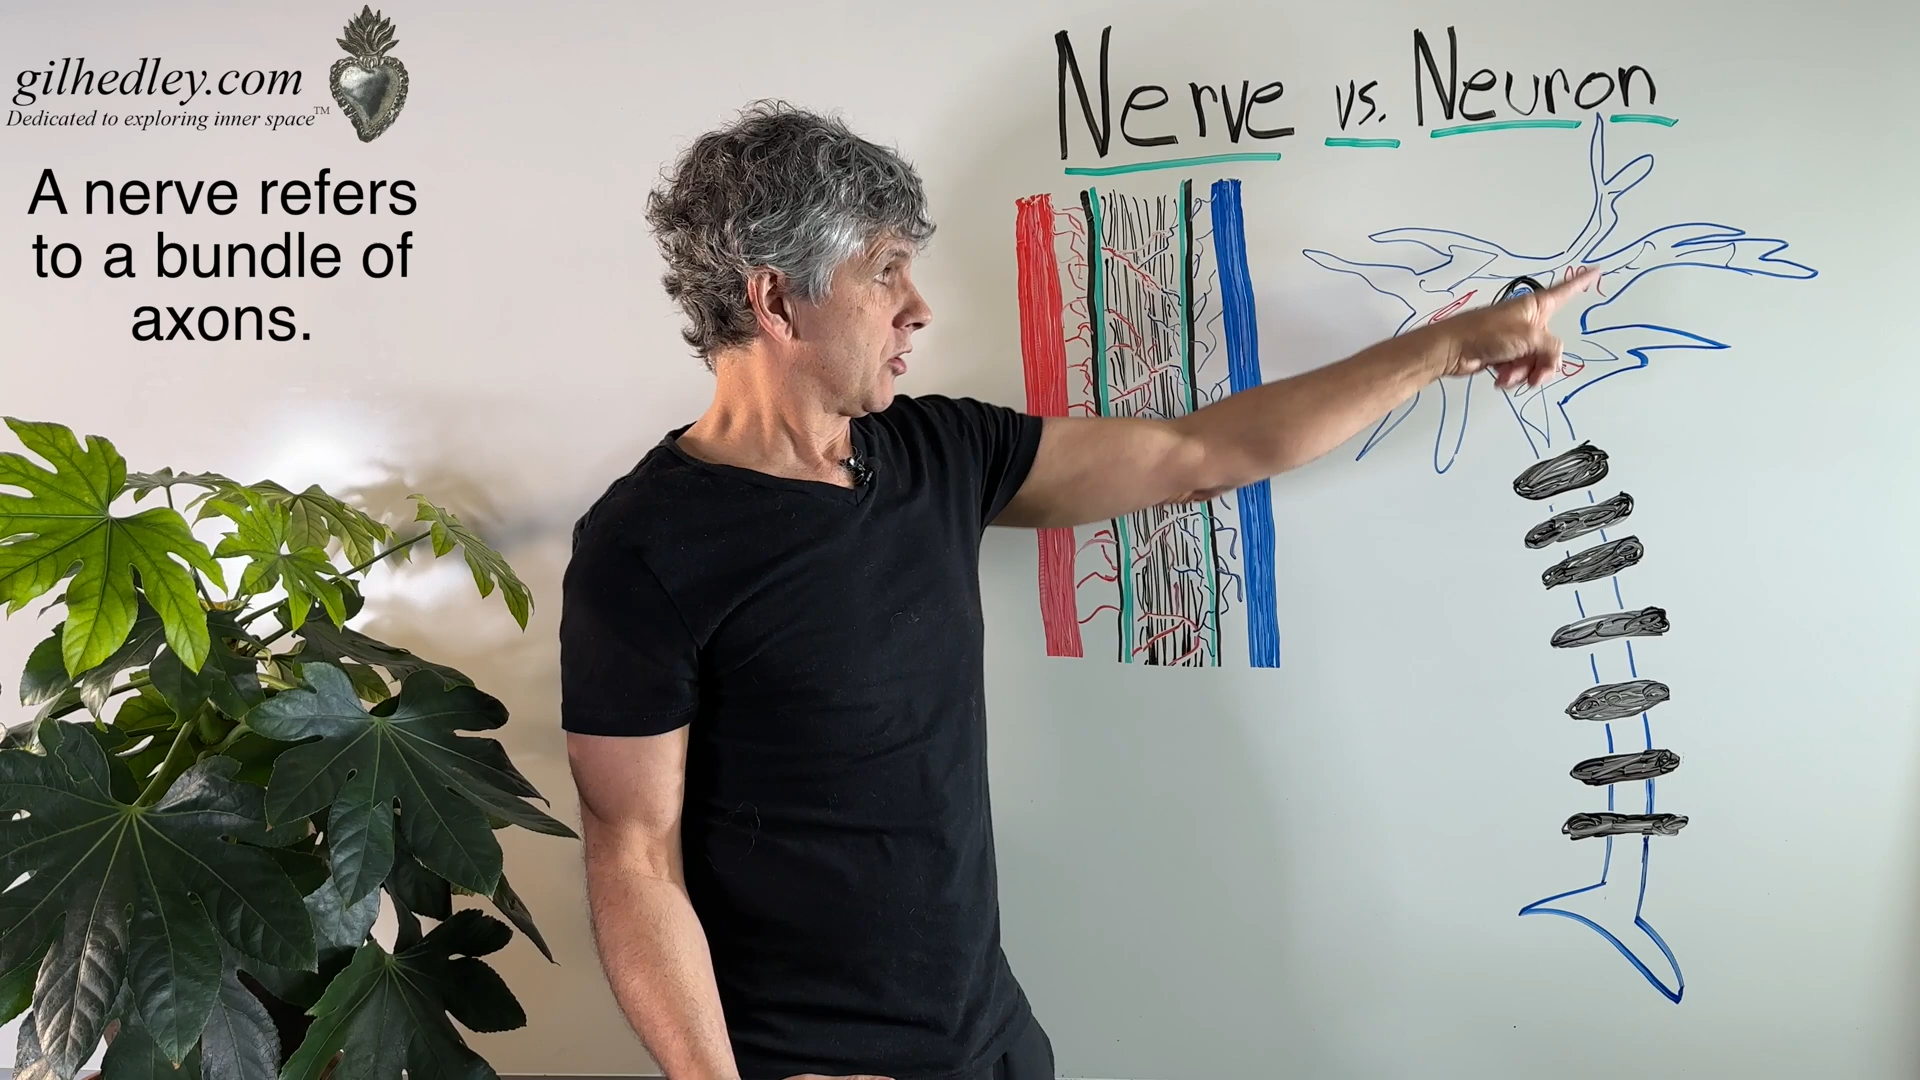 gilhedley.com
Dedicated to exploring inner space™
A nerve refers
to a bundle of
axons.
Nerve vs. Neuron